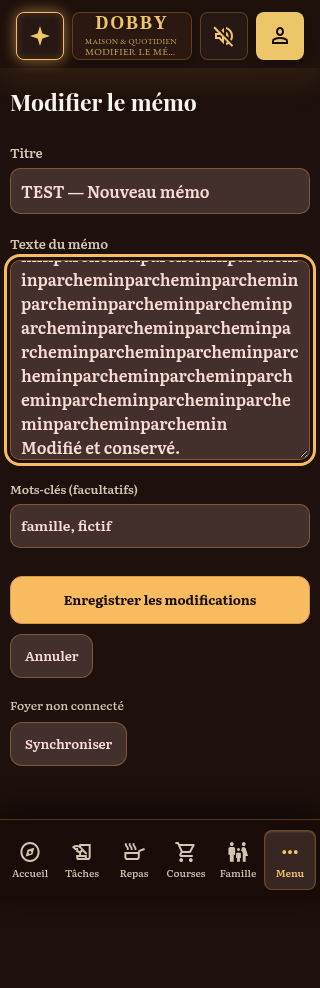 DOBBY
MAISON & QUOTIDIEN
MODIFIER LE MÉ…
Modifier le mémo
Titre
TEST — Nouveau mémo
Texte du mémo
inparcheminparcheminparchemin
parcheminparcheminparcheminp
archeminparcheminparcheminpa
rcheminparcheminparcheminparc
heminparcheminparcheminparch
eminparcheminparcheminparche
minparcheminparchemin
Modifié et conservé.
Mots-clés (facultatifs)
famille, fictif
Enregistrer les modifications
Annuler
Foyer non connecté
Synchroniser
Accueil Tâches Repas Courses Famille Menu